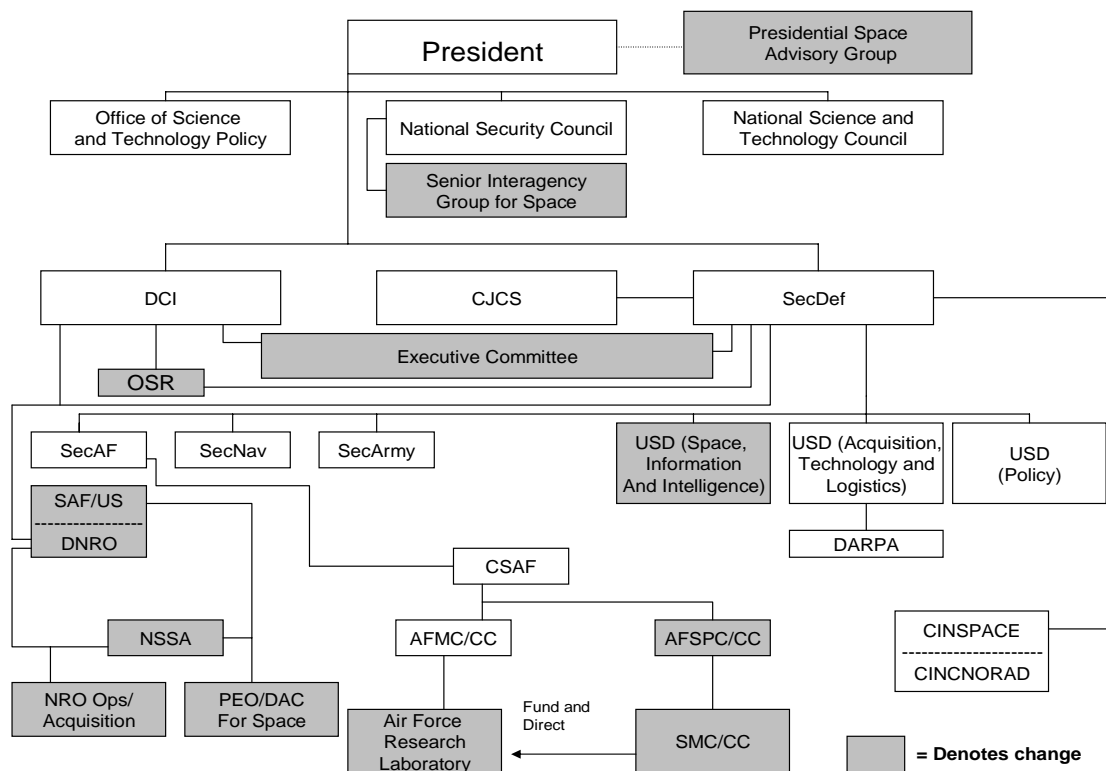 President
Presidential Space
Advisory Group
Office of Science
and Technology Policy
National Security Council
National Science and
Technology Council
Senior Interagency
Group for Space
DCI
CJCS
SecDef
Executive Committee
OSR
SecAF
SecNav
SecArmy
USD (Space,
Information
And Intelligence)
USD (Acquisition,
Technology and
Logistics)
USD
(Policy)
SAF/US
DNRO
DARPA
CSAF
NSSA
AFMC/CC
AFSPC/CC
CINSPACE
CINCNORAD
NRO Ops/
Acquisition
PEO/DAC
For Space
Air Force
Research
Laboratory
Fund and
Direct
SMC/CC
= Denotes change